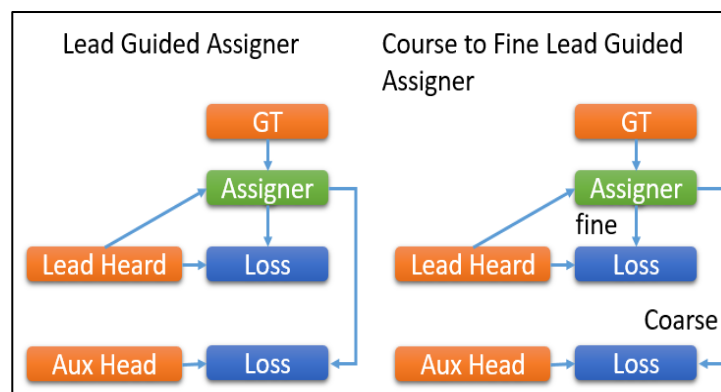 Lead Guided Assigner
GT
Assigner
Lead Heard
Loss
Aux Head
Loss
Course to Fine Lead Guided
Assigner
GT
Assigner
fine
Lead Heard
Loss
Coarse
Aux Head
Loss